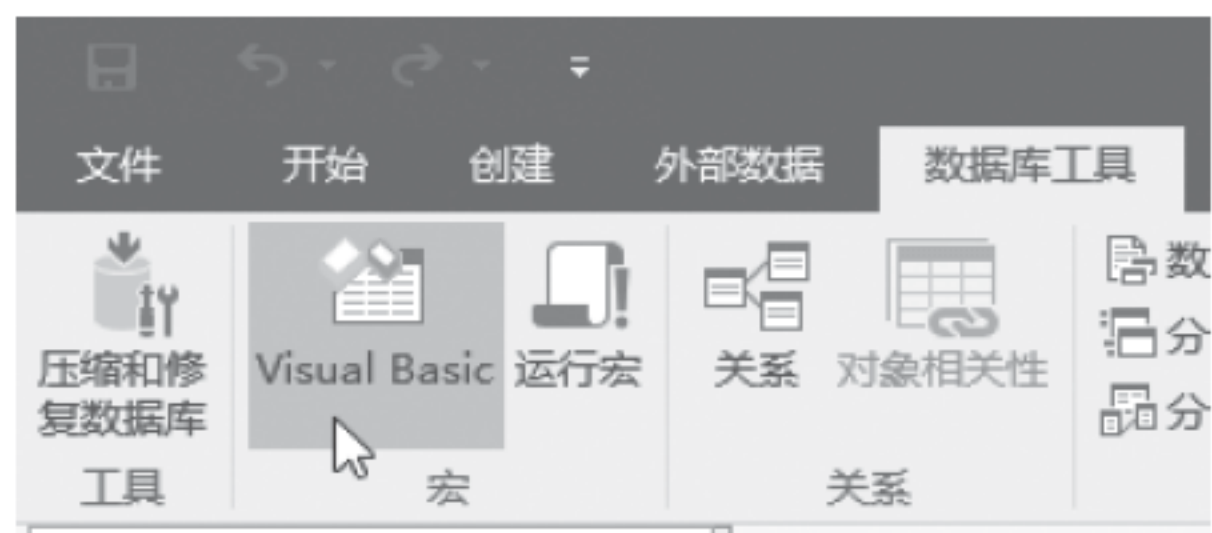 文件 开始 创建 外部数据 数据库工具
压缩和修
复数据库
Visual Basic
运行宏
关系
对象相关性
数
分
分
工具 宏 关系